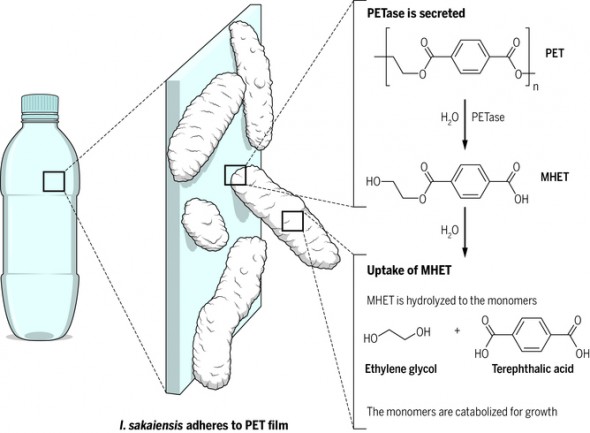 PETase is secreted
O
O
PET
O
O
n
H₂O
PETase
HO
O
O
O
OH
MHET
H₂O
Uptake of MHET
MHET is hydrolyzed to the monomers
HO
OH
+
O
HO
O
OH
Ethylene glycol
Terephthalic acid
The monomers are catabolized for growth
I. sakaiensis adheres to PET film